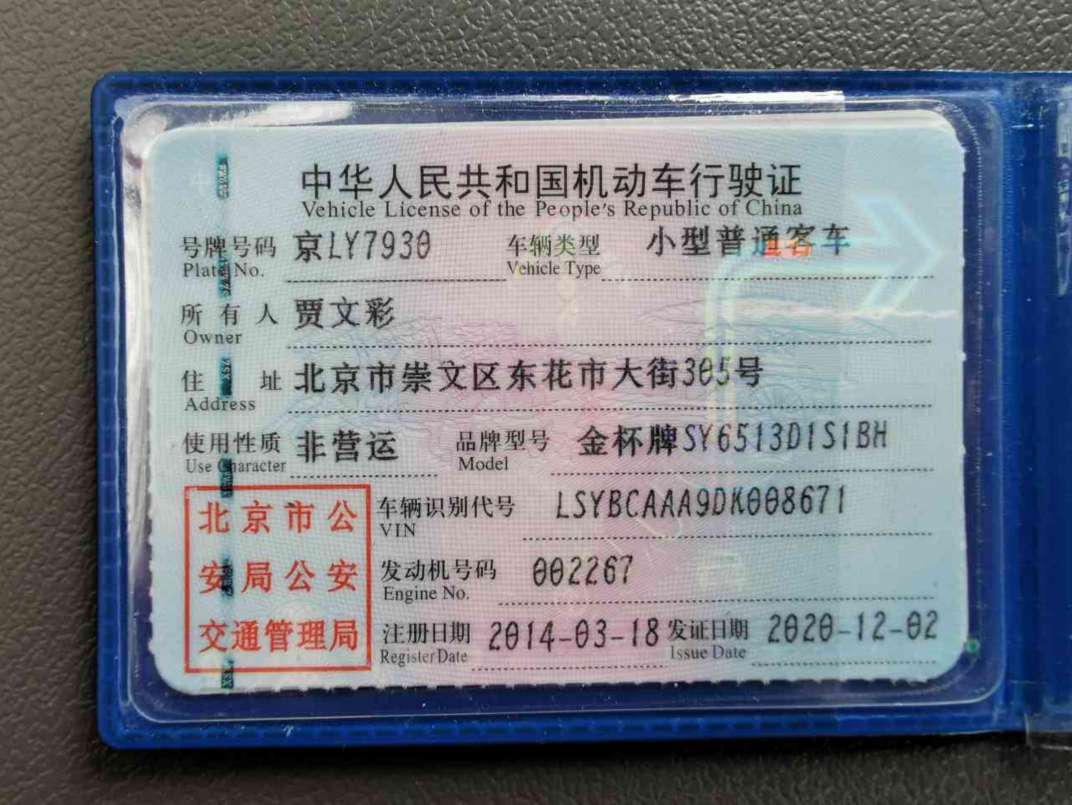 中华人民共和国机动车行驶证
Vehicle License of the People's Republic of China
号牌号码 京LY7930 车辆类型 小型普通客车
Plate No. Vehicle Type
所有人 贾文彩
Owner
住址 北京市崇文区东花市大街305号
Address
使用性质 非营运 品牌型号 金杯牌SY6513D1S1BH
Use Character Model
北京市公安局公安交通管理局
车辆识别代号 LSYBCAAA9DK008671
VIN
发动机号码 002267
Engine No.
注册日期 2014-03-18 发证日期 2020-12-02
Register Date Issue Date